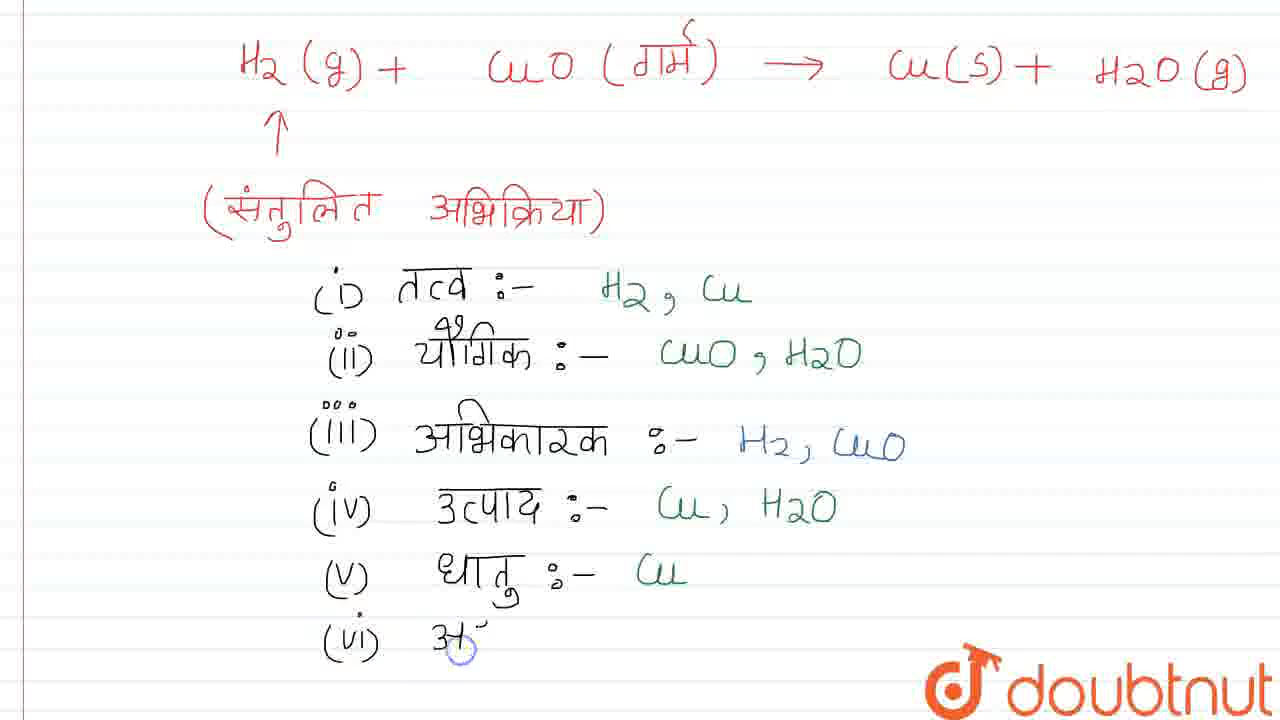 H2 (g) + CuO (गर्म) → Cu(s) + H2O(g)
↑
(संतुलित अभिक्रिया)
(i) तत्व :- H2, Cu
(ii) यौगिक :- CuO, H2O
(iii) अभिकारक :- H2, CuO
(iv) उत्पाद :- Cu, H2O
(v) धातु :- Cu
(vi)
doubtnut